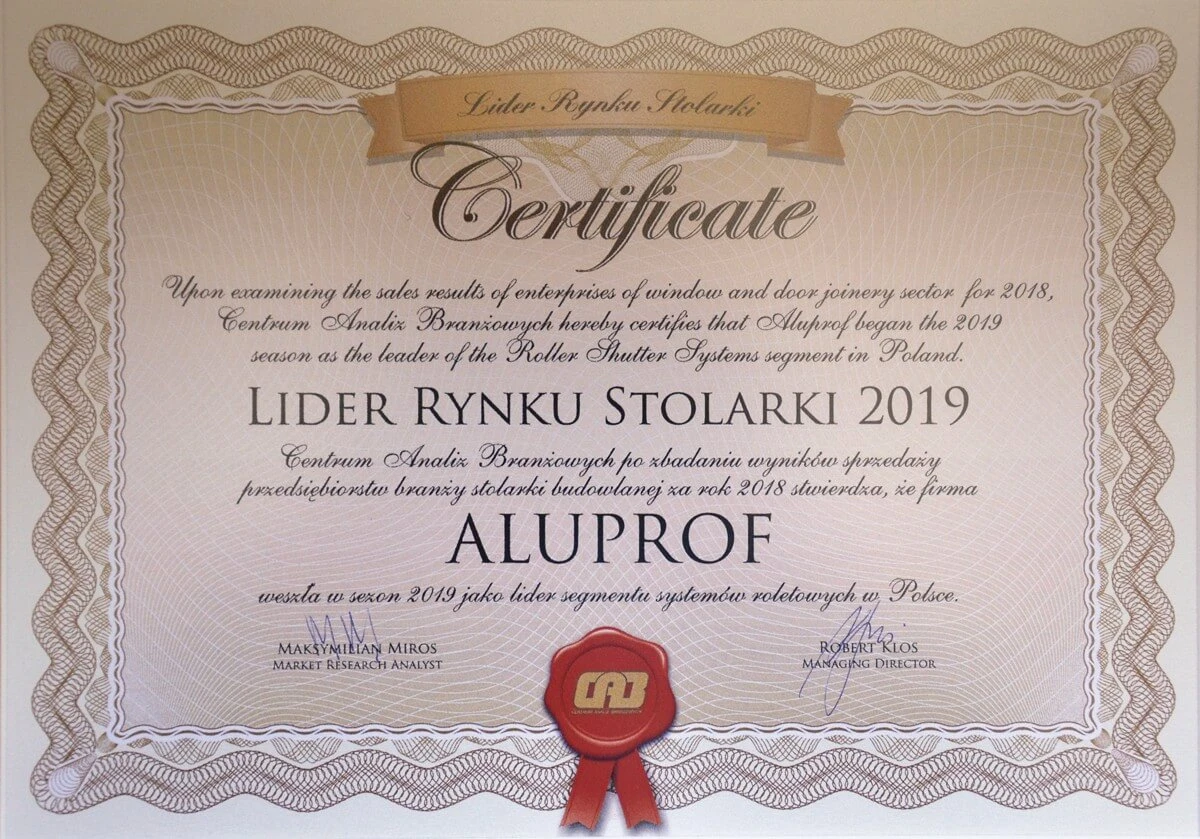 Lider Rynku Stolarki
Certificate
Upon examining the sales results of enterprises of window and door joinery sector for 2018,
Centrum Analiz Branżowych hereby certifies that Aluprof began the 2019
season as the leader of the Roller Shutter Systems segment in Poland.
LIDER RYNKU STOLARKI 2019
Centrum Analiz Branżowych po zbadaniu wyników sprzedaży
przedsiębiorstw branży stolarki budowlanej za rok 2018 stwierdza, że firma
ALUPROF
weszła w sezon 2019 jako lider segmentu systemów roletowych w Polsce.
MAKSYMILIAN MIROS
MARKET RESEARCH ANALYST
ROBERT KLOS
MANAGING DIRECTOR
CAB
CENTRUM ANALIZ BRANŻOWYCH